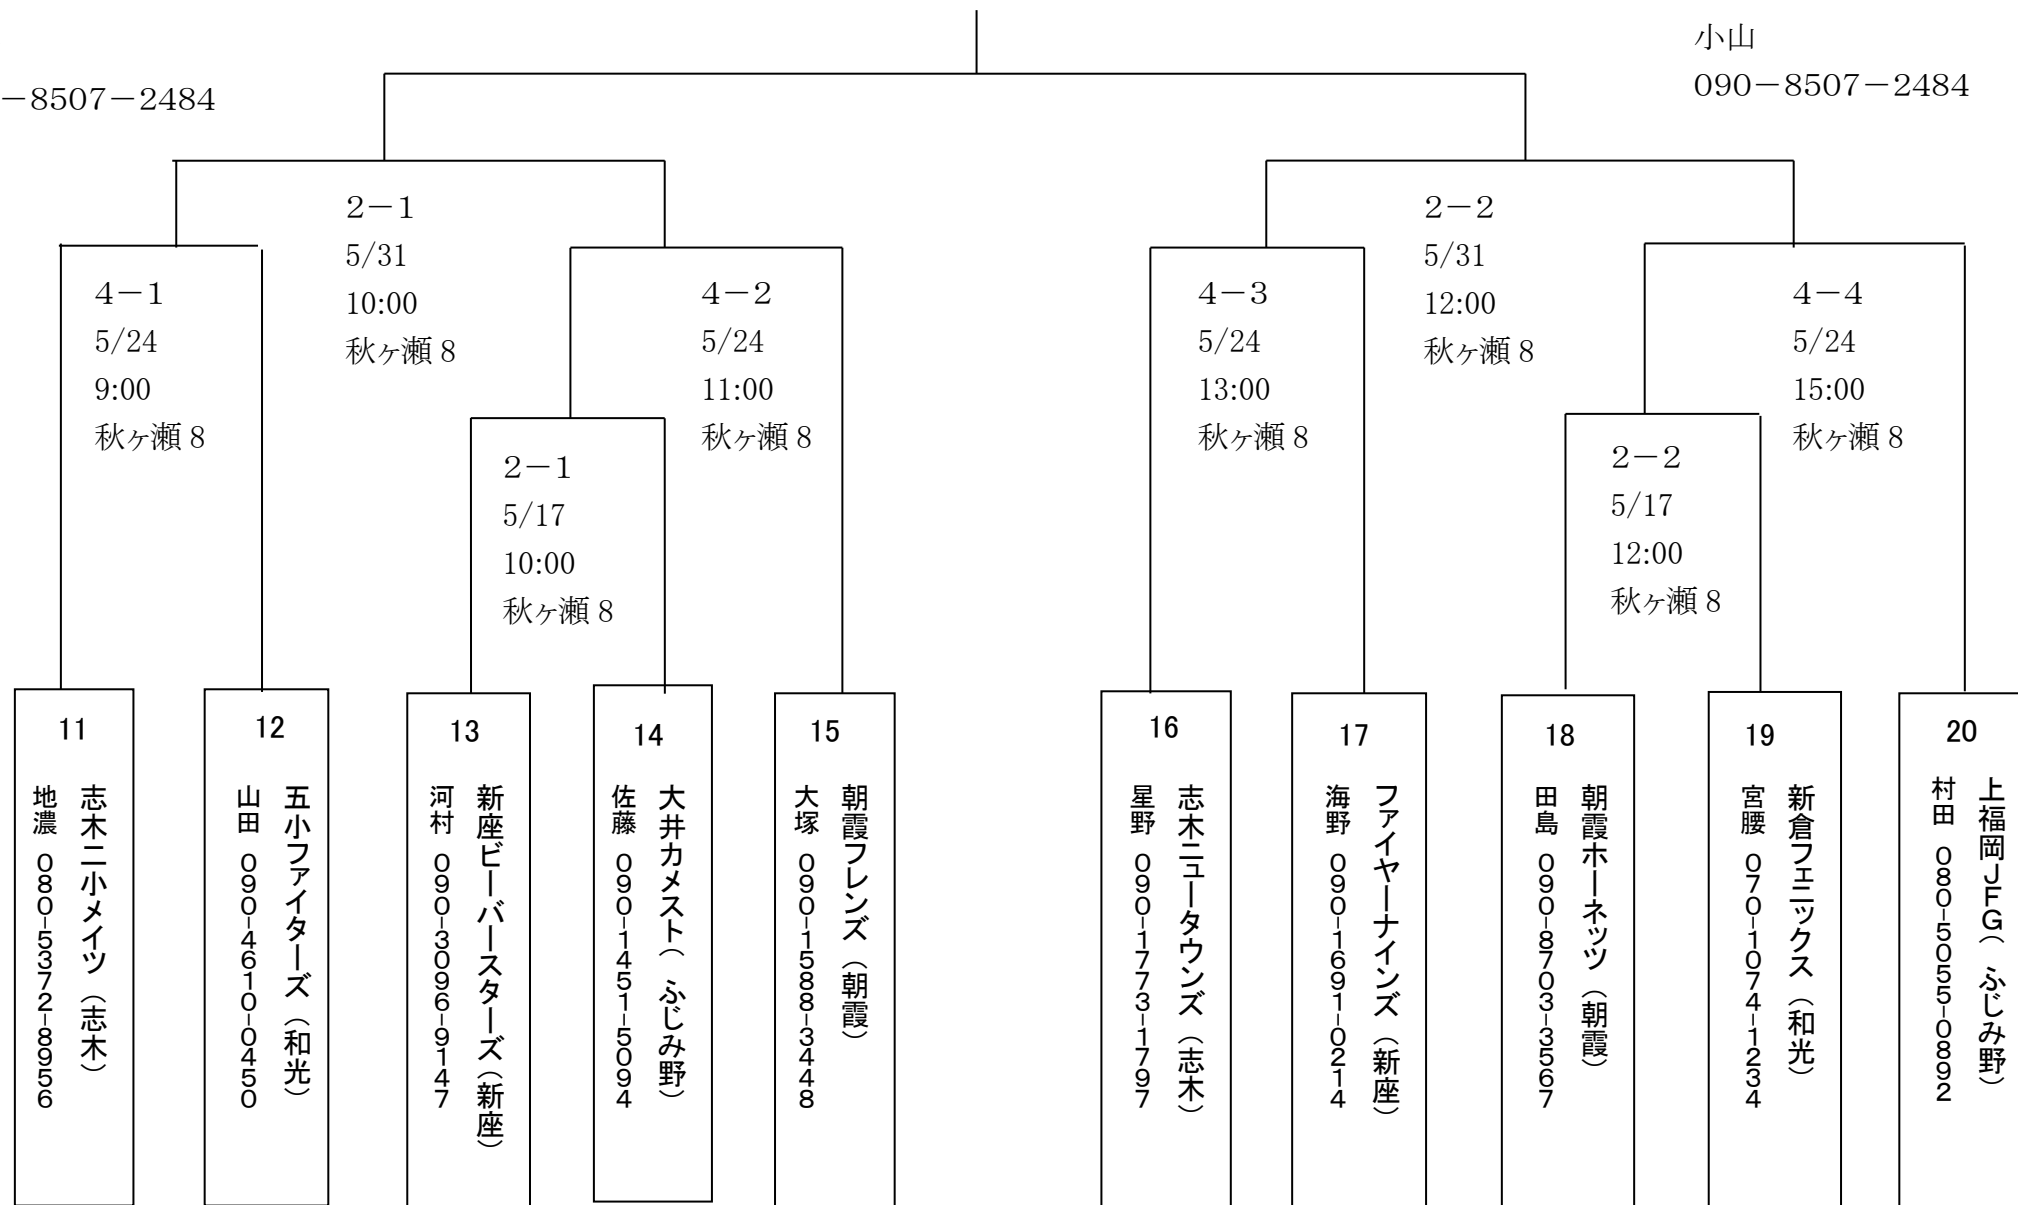 小山
090－8507－2484
－8507－2484
2－1
5/31
10:00
秋ヶ瀬８
2－2
5/31
12:00
秋ヶ瀬８
4－1
5/24
9:00
秋ヶ瀬８
4－2
5/24
11:00
秋ヶ瀬８
4－3
5/24
13:00
秋ヶ瀬８
4－4
5/24
15:00
秋ヶ瀬８
2－1
5/17
10:00
秋ヶ瀬８
2－2
5/17
12:00
秋ヶ瀬８
11
志木二小メイツ（志木）
地濃 080-5372-8956
12
五小ファイターズ（和光）
山田 090-4610-0450
13
新座ビーバースターズ（新座）
河村 090-3096-9147
14
大井カメスト（ ふじみ野）
佐藤 090-1451-5094
15
朝霞フレンズ（朝霞）
大塚 090-1588-3448
16
志木ニュータウンズ（志木）
星野 090-1773-1797
17
ファイヤーナインズ（新座）
海野 090-1691-0214
18
朝霞ホーネッツ（朝霞）
田島 090-8703-3567
19
新倉フェニックス（和光）
宮腰 070-1074-1234
20
上福岡JFG（ ふじみ野）
村田 080-5055-0892